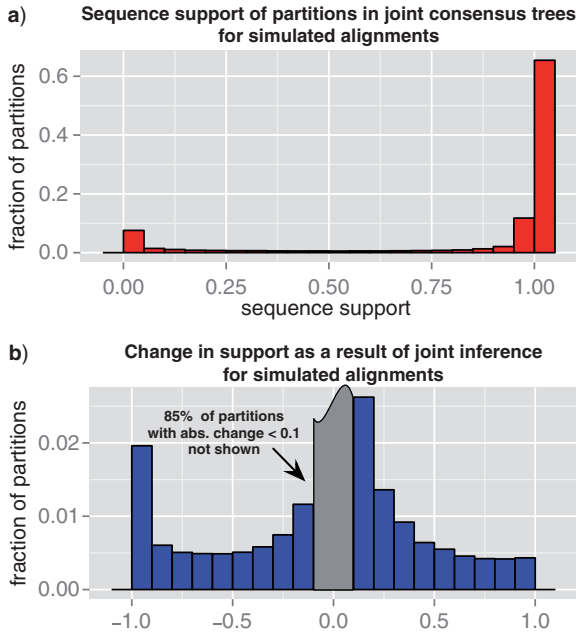 a) Sequence support of partitions in joint consensus trees
for simulated alignments
fraction of partitions
0.6
0.4
0.2
0.0
0.00 0.25 0.50 0.75 1.00
sequence support
b) Change in support as a result of joint inference
for simulated alignments
fraction of partitions
85% of partitions
with abs. change < 0.1
not shown
0.02
0.01
0.00
−1.0 −0.5 0.0 0.5 1.0